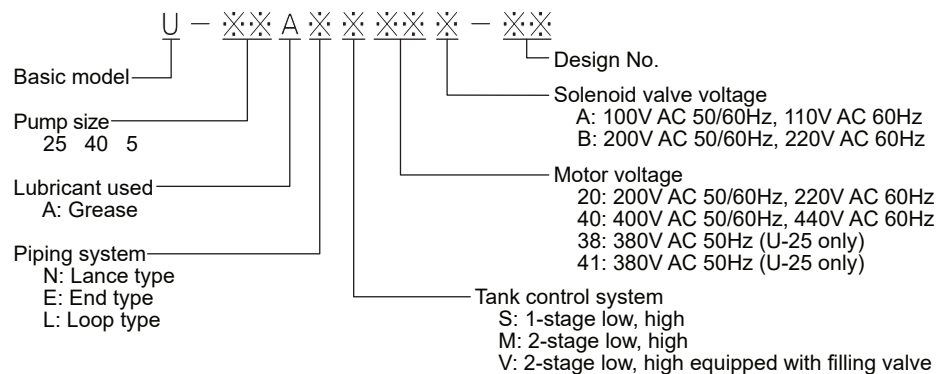 U − ※※ A ※ ※ ※※ ※ − ※※
Basic model
Design No.
Solenoid valve voltage
A: 100V AC 50/60Hz, 110V AC 60Hz
B: 200V AC 50/60Hz, 220V AC 60Hz
Pump size
25 40 5
Motor voltage
20: 200V AC 50/60Hz, 220V AC 60Hz
40: 400V AC 50/60Hz, 440V AC 60Hz
38: 380V AC 50Hz (U-25 only)
41: 380V AC 50Hz (U-25 only)
Lubricant used
A: Grease
Piping system
N: Lance type
E: End type
L: Loop type
Tank control system
S: 1-stage low, high
M: 2-stage low, high
V: 2-stage low, high equipped with filling valve